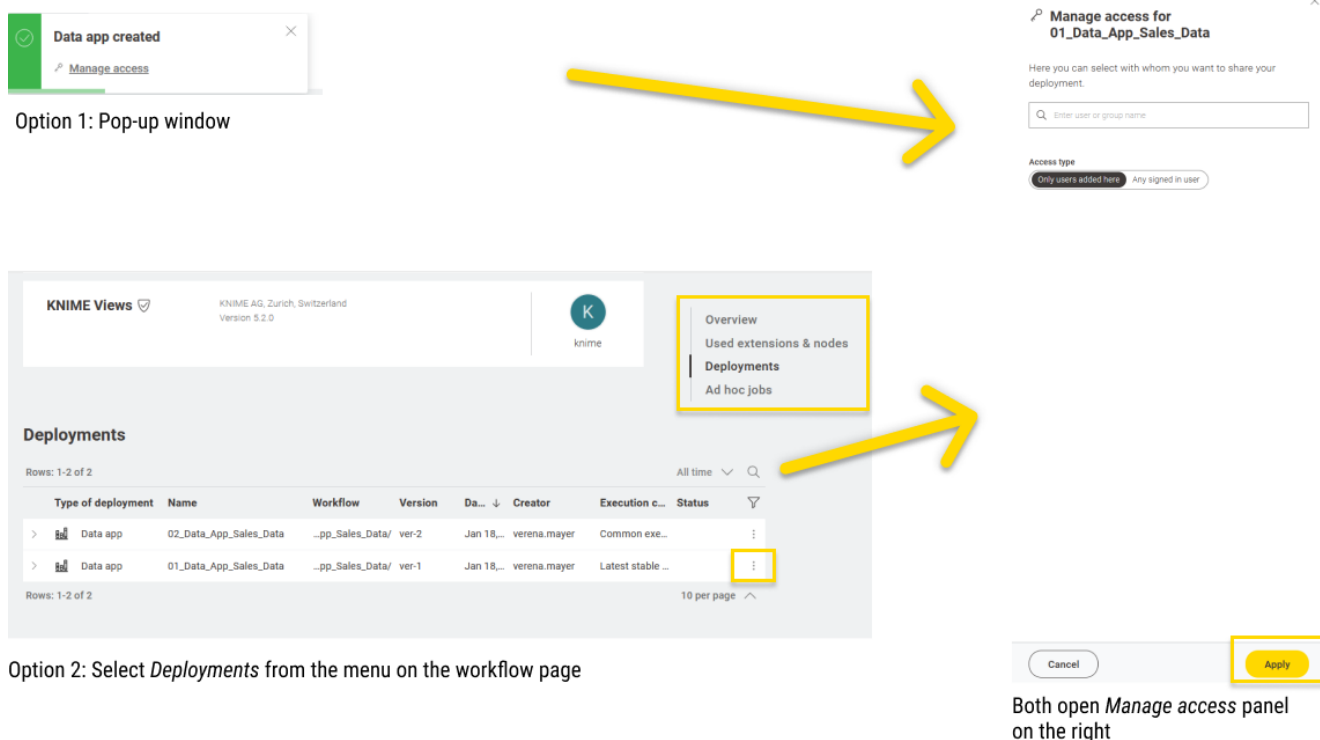 Data app created
Manage access
Option 1: Pop-up window
Manage access for
01_Data_App_Sales_Data
Here you can select with whom you want to share your
deployment.
Enter user or group name
Access type
Only users added here Any signed in user
KNIME Views
KNIME AG, Zurich, Switzerland
Version 5.2.0
K
knime
Overview
Used extensions & nodes
Deployments
Ad hoc jobs
Deployments
Rows: 1-2 of 2
All time
Type of deployment Name Workflow Version Da... Creator Execution c... Status
Data app 02_Data_App_Sales_Data ...pp_Sales_Data/ ver-2 Jan 18,... verena.mayer Common exe...
Data app 01_Data_App_Sales_Data ...pp_Sales_Data/ ver-1 Jan 18,... verena.mayer Latest stable ...
Rows: 1-2 of 2
10 per page
Option 2: Select Deployments from the menu on the workflow page
Cancel
Apply
Both open Manage access panel
on the right